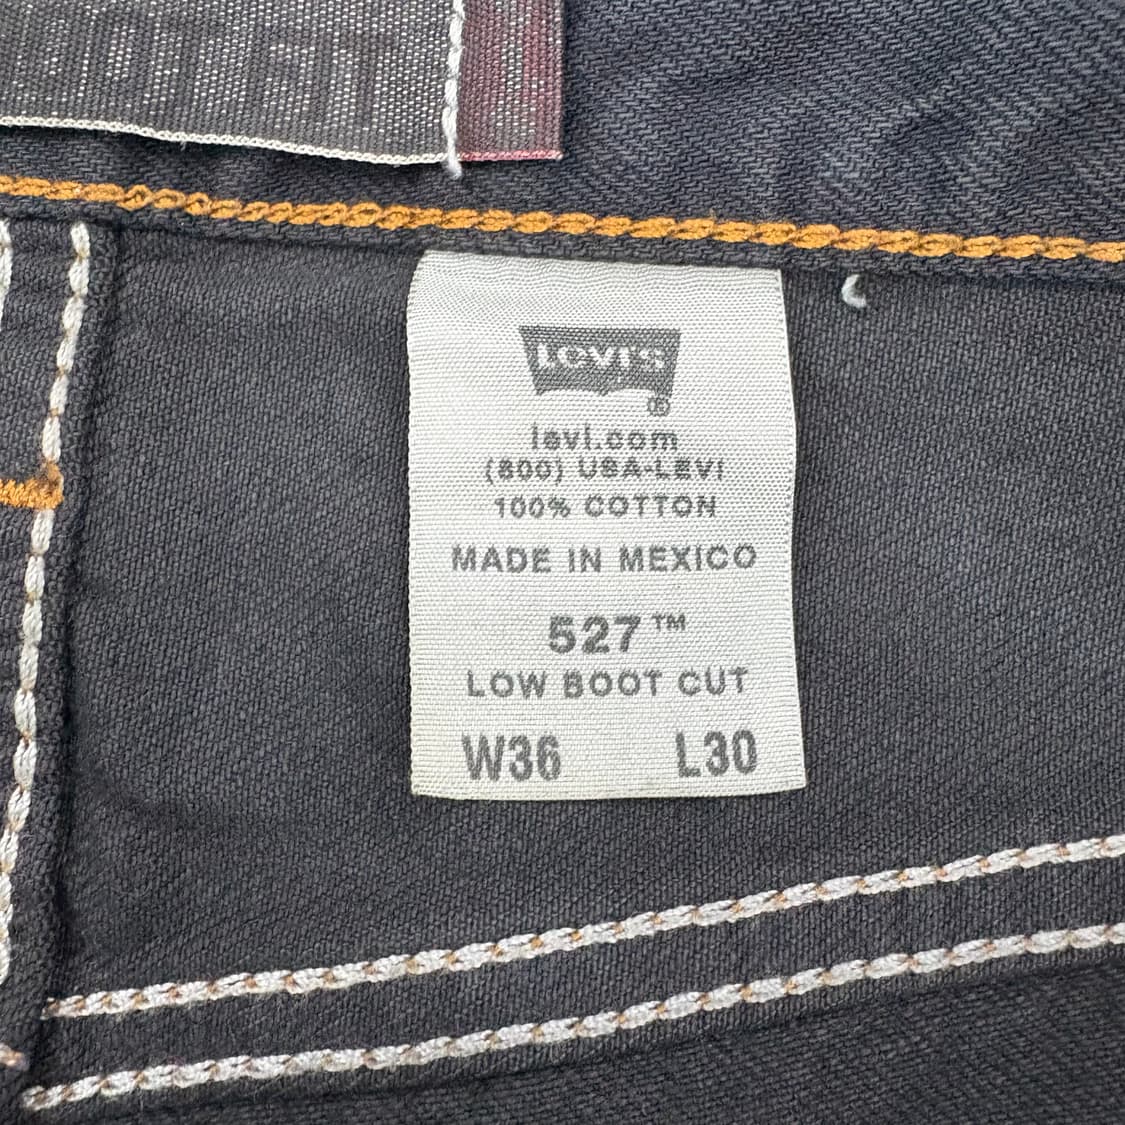 Levi's
®
levi.com
(800) USA-LEVI
100% COTTON
MADE IN MEXICO
527™
LOW BOOT CUT
W36 L30